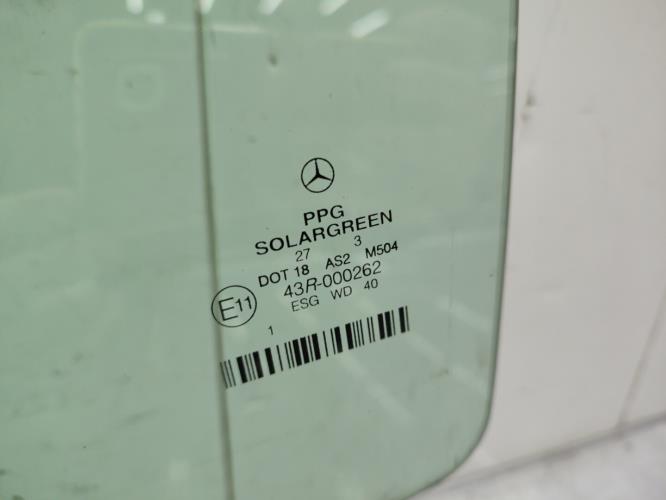 PPG
SOLARGREEN
27 3
DOT 18 AS2 M504
E11 43R-000262
ESG WD 40
1